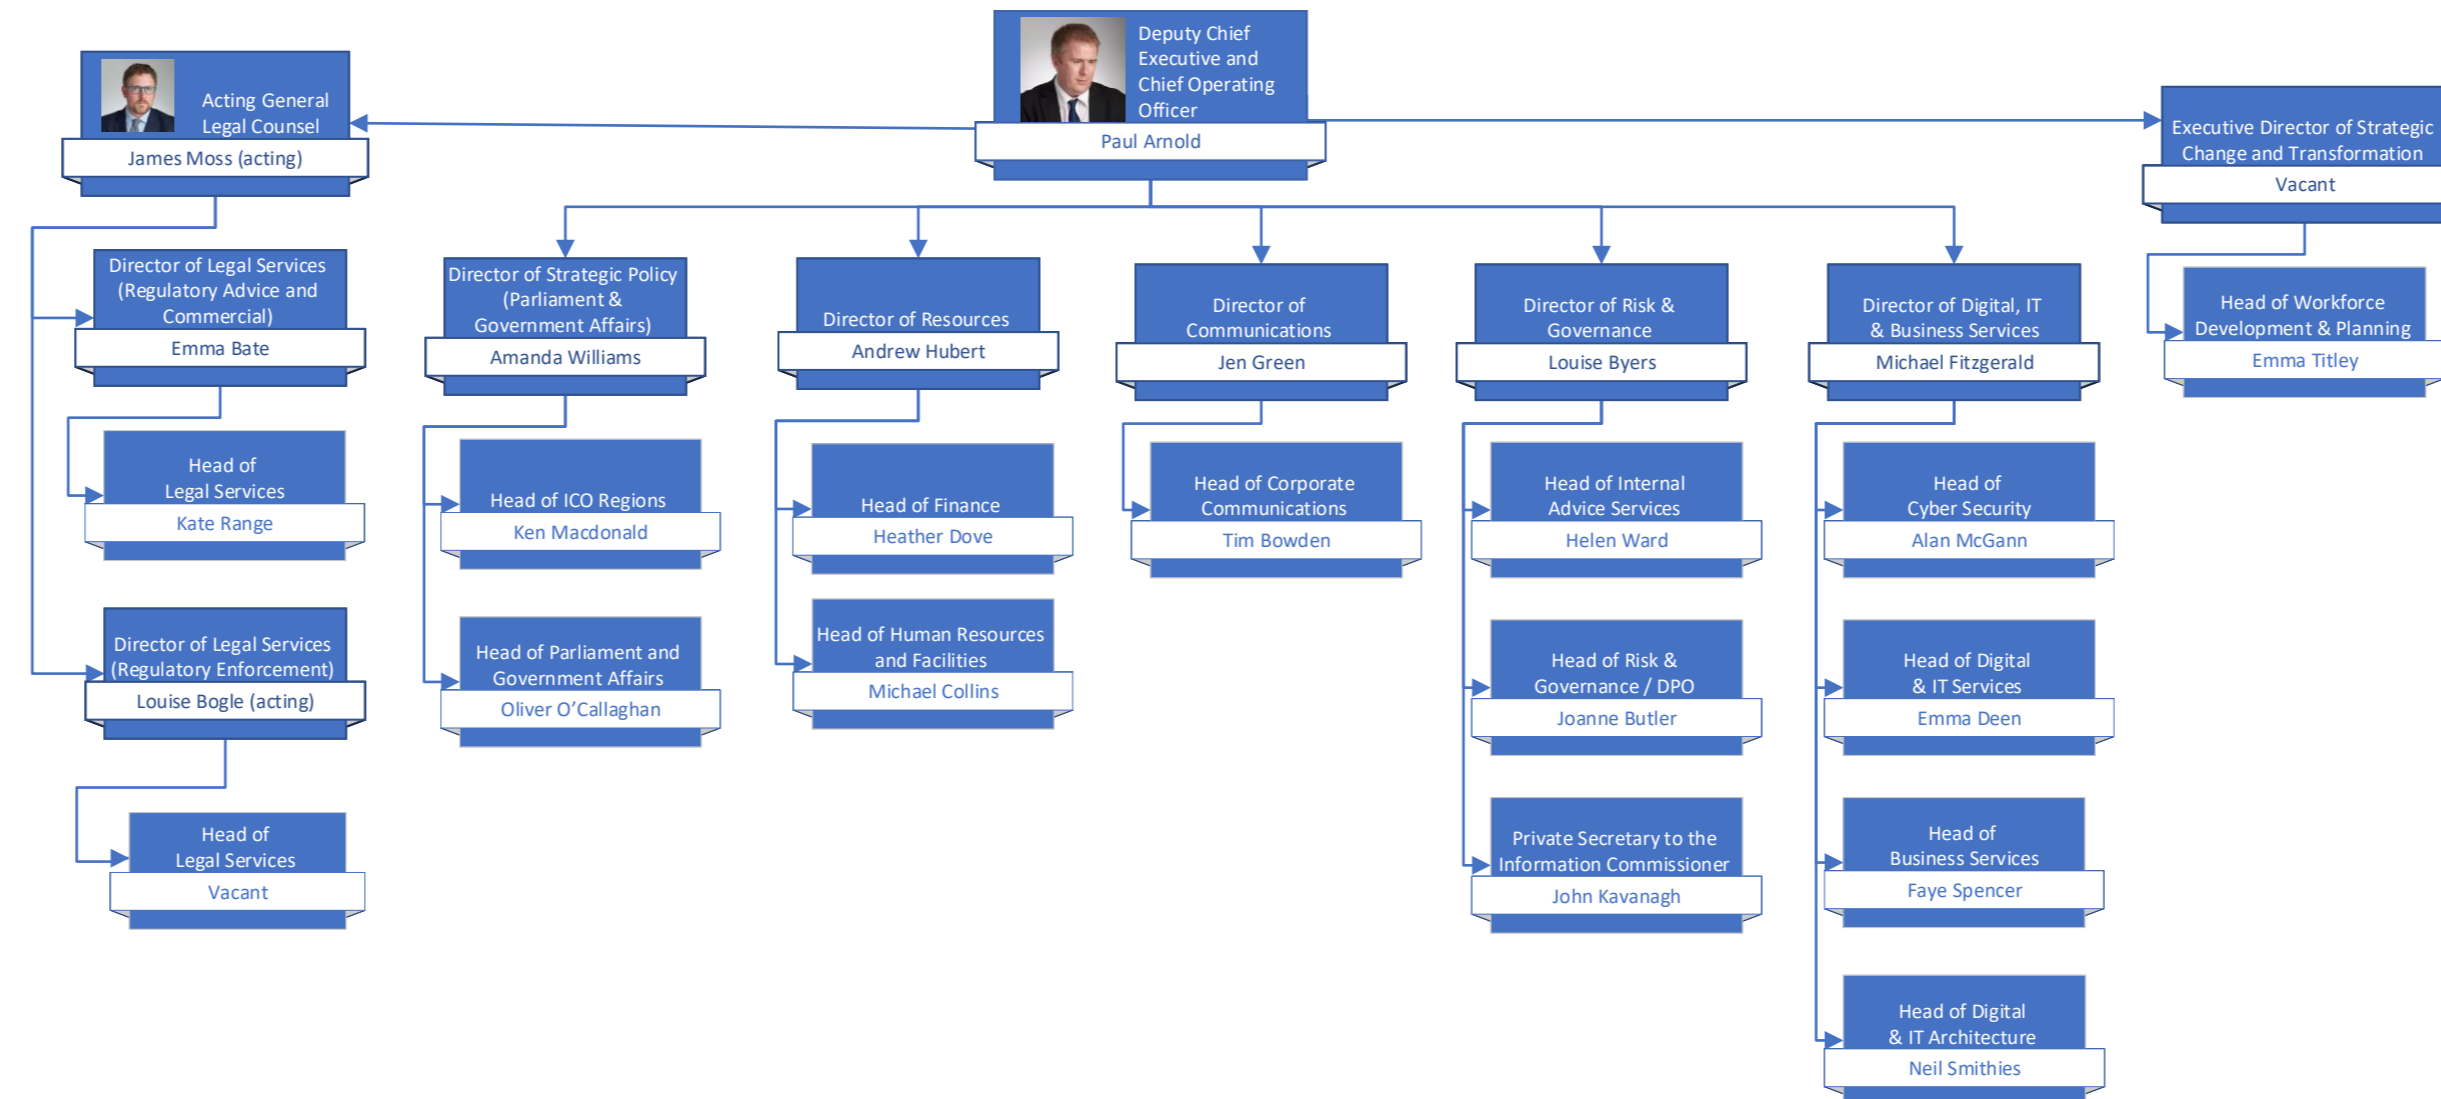 Deputy Chief
Executive and
Chief Operating
Officer
Paul Arnold
Acting General
Legal Counsel
James Moss (acting)
Executive Director of Strategic
Change and Transformation
Vacant
Director of Legal Services
(Regulatory Advice and
Commercial)
Emma Bate
Head of
Legal Services
Kate Range
Director of Legal Services
(Regulatory Enforcement)
Louise Bogle (acting)
Head of
Legal Services
Vacant
Director of Strategic Policy
(Parliament &
Government Affairs)
Amanda Williams
Head of ICO Regions
Ken Macdonald
Head of Parliament and
Government Affairs
Oliver O’Callaghan
Director of Resources
Andrew Hubert
Head of Finance
Heather Dove
Head of Human Resources
and Facilities
Michael Collins
Director of
Communications
Jen Green
Head of Corporate
Communications
Tim Bowden
Director of Risk &
Governance
Louise Byers
Head of Internal
Advice Services
Helen Ward
Head of Risk &
Governance / DPO
Joanne Butler
Private Secretary to the
Information Commissioner
John Kavanagh
Director of Digital, IT
& Business Services
Michael Fitzgerald
Head of
Cyber Security
Alan McGann
Head of Digital
& IT Services
Emma Deen
Head of
Business Services
Faye Spencer
Head of Digital
& IT Architecture
Neil Smithies
Head of Workforce
Development & Planning
Emma Titley